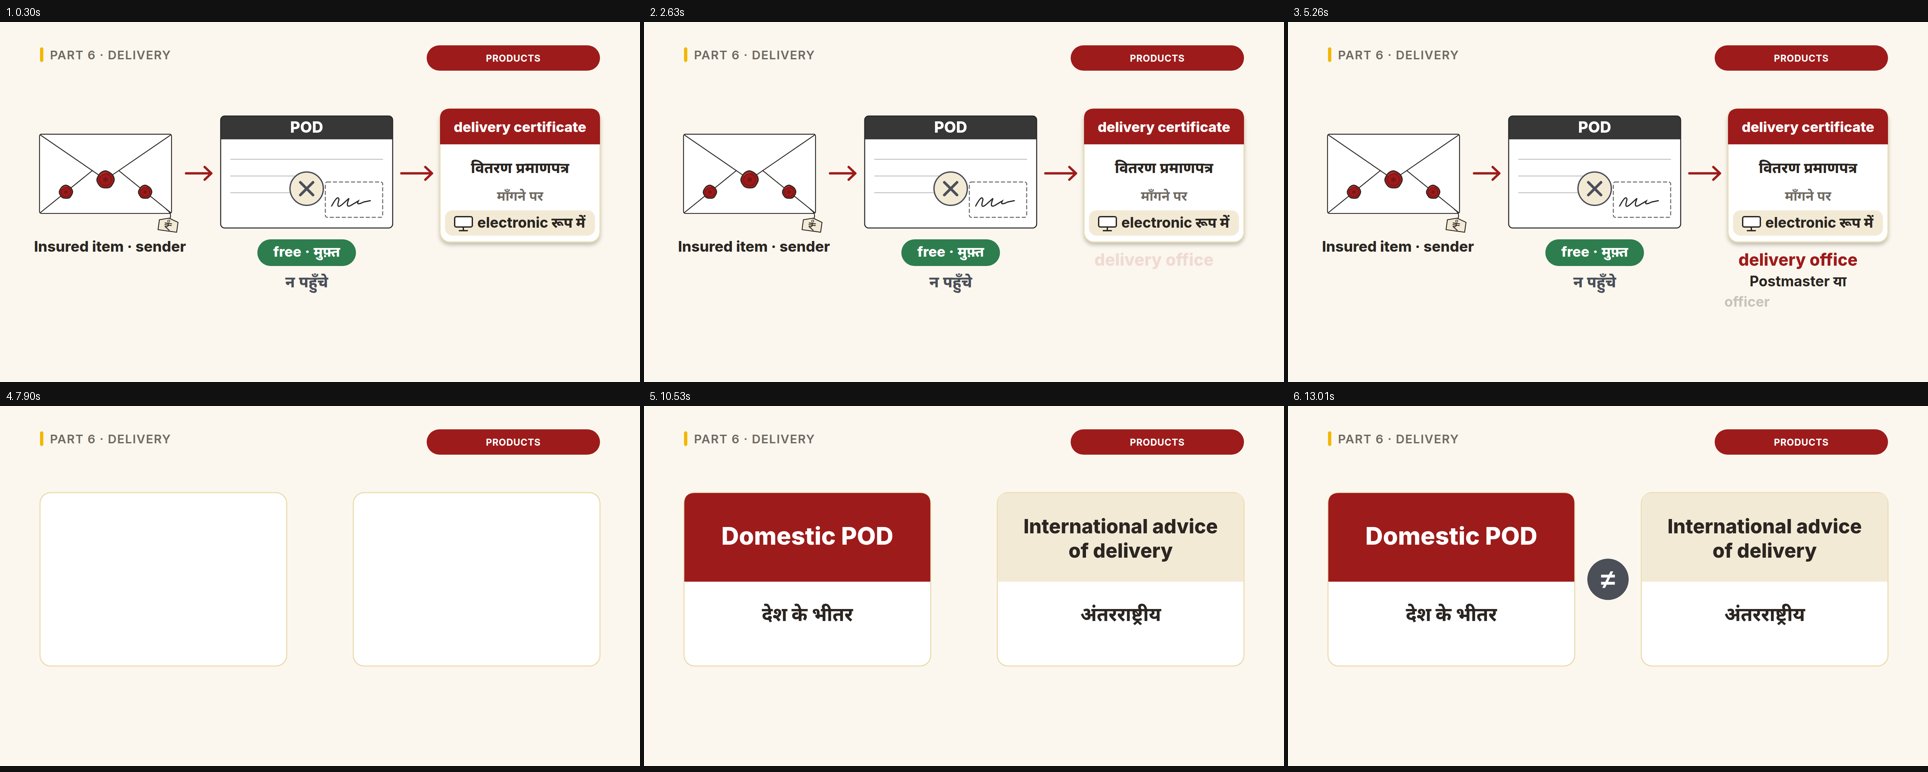 1. 0.30s
PART 6 · DELIVERY
PRODUCTS
POD
delivery certificate
वितरण प्रमाणपत्र
माँगने पर
electronic रूप में
Insured item · sender
free · मुफ़्त
न पहुँचे
2. 2.63s
PART 6 · DELIVERY
PRODUCTS
POD
delivery certificate
वितरण प्रमाणपत्र
माँगने पर
electronic रूप में
Insured item · sender
free · मुफ़्त
delivery office
न पहुँचे
3. 5.26s
PART 6 · DELIVERY
PRODUCTS
POD
delivery certificate
वितरण प्रमाणपत्र
माँगने पर
electronic रूप में
Insured item · sender
free · मुफ़्त
न पहुँचे
delivery office
Postmaster या
officer
4. 7.90s
PART 6 · DELIVERY
PRODUCTS
5. 10.53s
PART 6 · DELIVERY
PRODUCTS
Domestic POD
देश के भीतर
International advice
of delivery
अंतरराष्ट्रीय
6. 13.01s
PART 6 · DELIVERY
PRODUCTS
Domestic POD
देश के भीतर
≠
International advice
of delivery
अंतरराष्ट्रीय